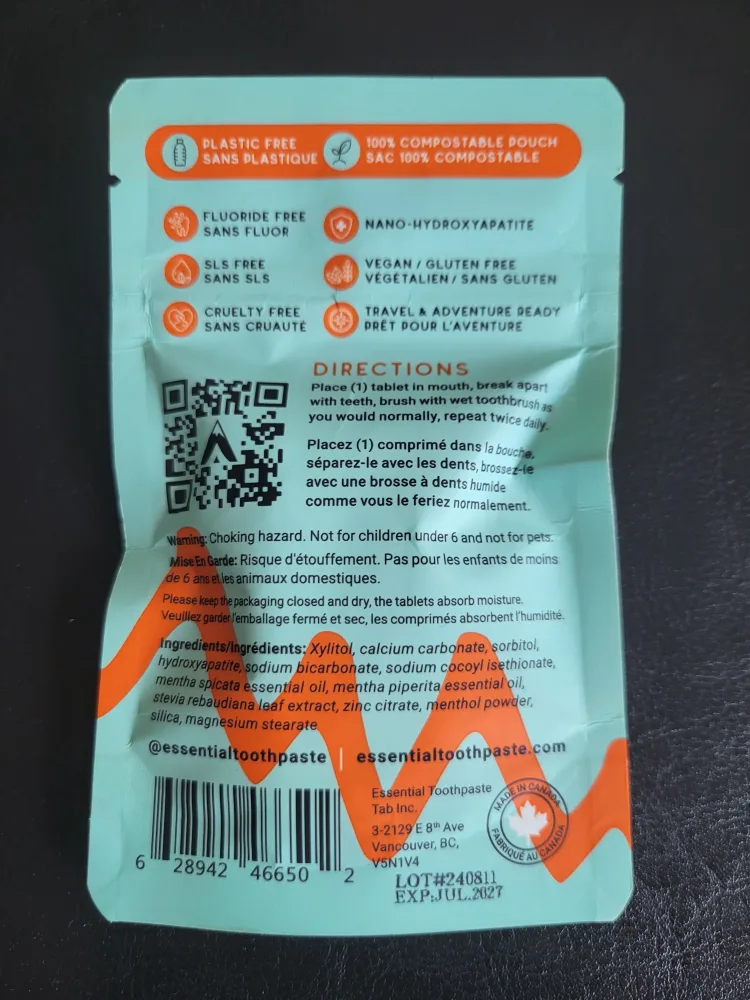 PLASTIC FREE
SANS PLASTIQUE
100% COMPOSTABLE POUCH
SAC 100% COMPOSTABLE
FLUORIDE FREE
SANS FLUOR
NANO-HYDROXYAPATITE
SLS FREE
SANS SLS
VEGAN / GLUTEN FREE
VÉGÉTALIEN / SANS GLUTEN
CRUELTY FREE
SANS CRUAUTÉ
TRAVEL & ADVENTURE READY
PRÊT POUR L'AVENTURE
DIRECTIONS
Place (1) tablet in mouth, break apart
with teeth, brush with wet toothbrush as
you would normally, repeat twice daily.
Placez (1) comprimé dans la bouche,
séparez-le avec les dents, brossez-le
avec une brosse à dents humide
comme vous le feriez normalement.
Warning: Choking hazard. Not for children under 6 and not for pets.
Mise En Garde: Risque d'étouffement. Pas pour les enfants de moins
de 6 ans et les animaux domestiques.
Please keep the packaging closed and dry, the tablets absorb moisture.
Veuillez garder l'emballage fermé et sec, les comprimés absorbent l'humidité.
Ingredients/Ingrédients: Xylitol, calcium carbonate, sorbitol,
hydroxyapatite, sodium bicarbonate, sodium cocoyl isethionate,
mentha spicata essential oil, mentha piperita essential oil,
stevia rebaudiana leaf extract, zinc citrate, menthol powder,
silica, magnesium stearate
@essentialtoothpaste | essentialtoothpaste.com
Essential Toothpaste
Tab Inc.
3-2129 E 8th Ave
Vancouver, BC,
V5N1V4
MADE IN CANADA
FABRIQUÉ AU CANADA
6 28942 46650 2
LOT#240811
EXP:JUL.2027